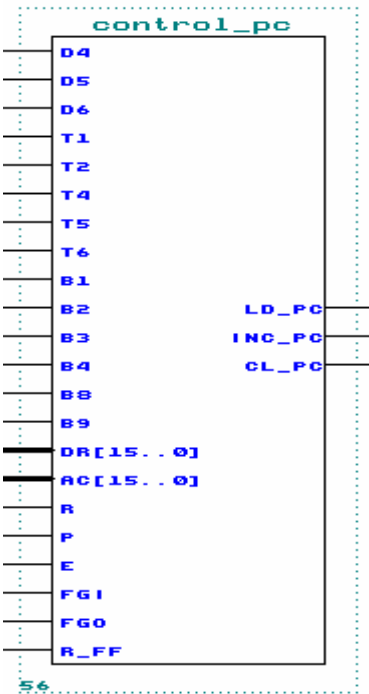 control_pc
D4
D5
D6
T1
T2
T4
T5
T6
B1
B2 LD_PC
B3 INC_PC
B4 CL_PC
B8
B9
DR[15..0]
AC[15..0]
R
P
E
FGI
FGO
R_FF
56